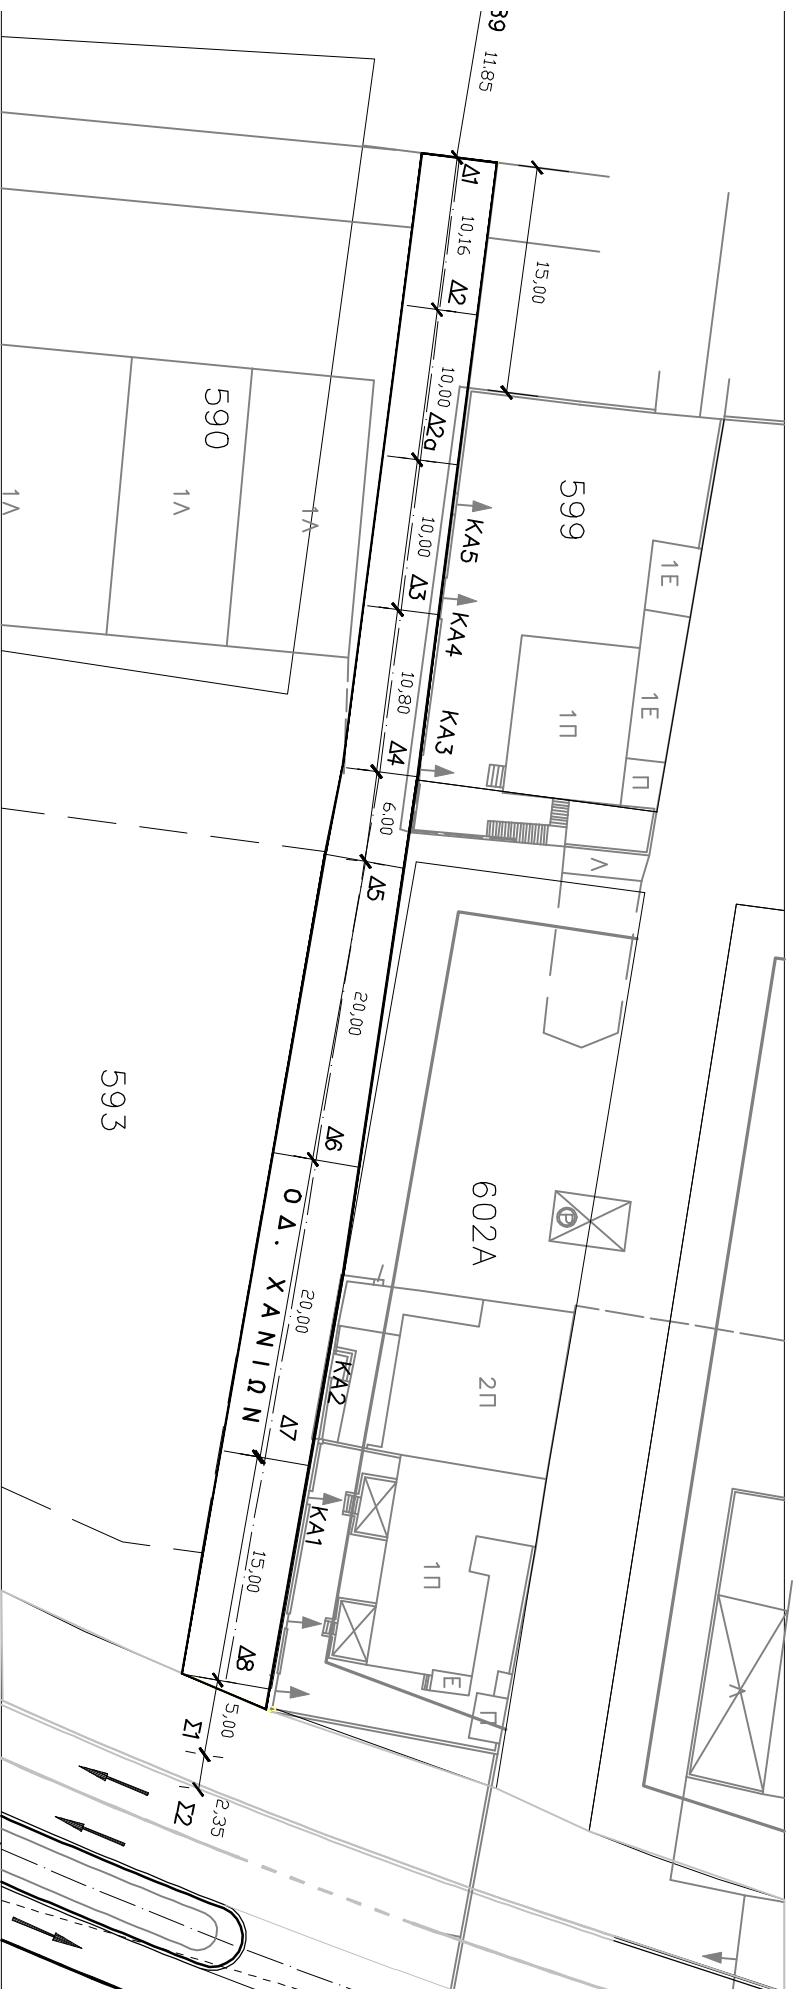 39
11.85
Δ1
10,16
15,00
Δ2
10,00
Δ2α
590
599
1Λ
1Λ
1Λ
10,00
ΚΑ5
1Ε
Δ3
ΚΑ4
10,80
ΚΑ3
1Π
1Ε
Δ4
Π
6.00
Λ
Δ5
20,00
593
Δ6
602Α
P
ΟΔ. ΧΑΝΙΩΝ
20,00
ΚΑ2
2Π
Δ7
ΚΑ1
15,00
1Π
Δ8
Ε
Π
Λ
5,00
Σ1
Σ2
2,35